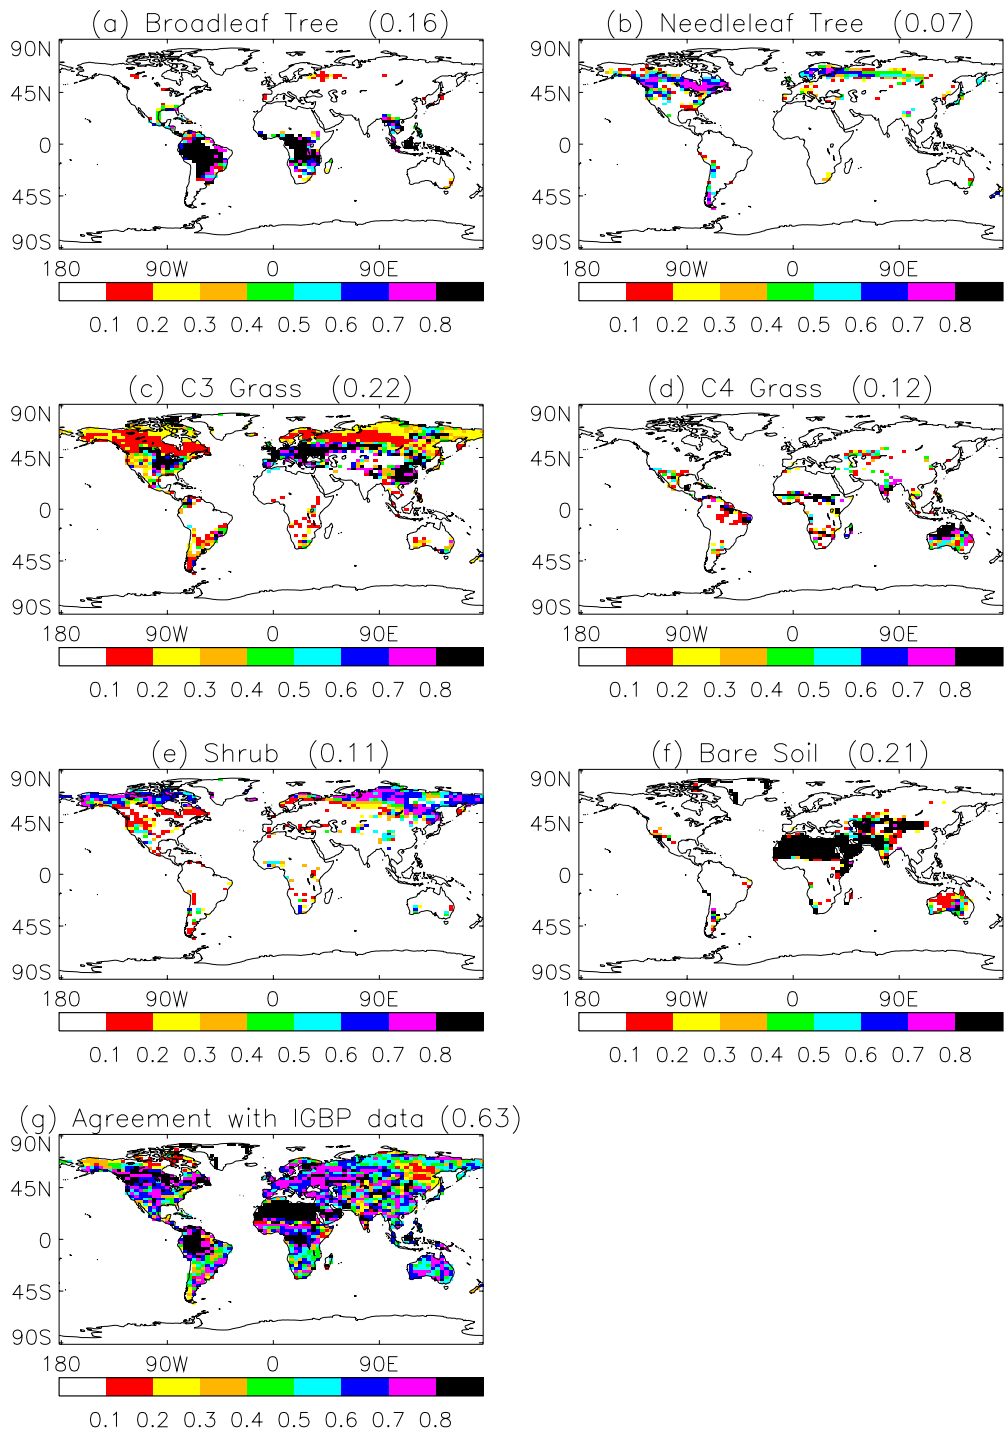 (a) Broadleaf Tree (0.16)
90N
45N
0
45S
90S
180 90W 0 90E
0.1 0.2 0.3 0.4 0.5 0.6 0.7 0.8
(b) Needleleaf Tree (0.07)
90N
45N
0
45S
90S
180 90W 0 90E
0.1 0.2 0.3 0.4 0.5 0.6 0.7 0.8
(c) C3 Grass (0.22)
90N
45N
0
45S
90S
180 90W 0 90E
0.1 0.2 0.3 0.4 0.5 0.6 0.7 0.8
(d) C4 Grass (0.12)
90N
45N
0
45S
90S
180 90W 0 90E
0.1 0.2 0.3 0.4 0.5 0.6 0.7 0.8
(e) Shrub (0.11)
90N
45N
0
45S
90S
180 90W 0 90E
0.1 0.2 0.3 0.4 0.5 0.6 0.7 0.8
(f) Bare Soil (0.21)
90N
45N
0
45S
90S
180 90W 0 90E
0.1 0.2 0.3 0.4 0.5 0.6 0.7 0.8
(g) Agreement with IGBP data (0.63)
90N
45N
0
45S
90S
180 90W 0 90E
0.1 0.2 0.3 0.4 0.5 0.6 0.7 0.8